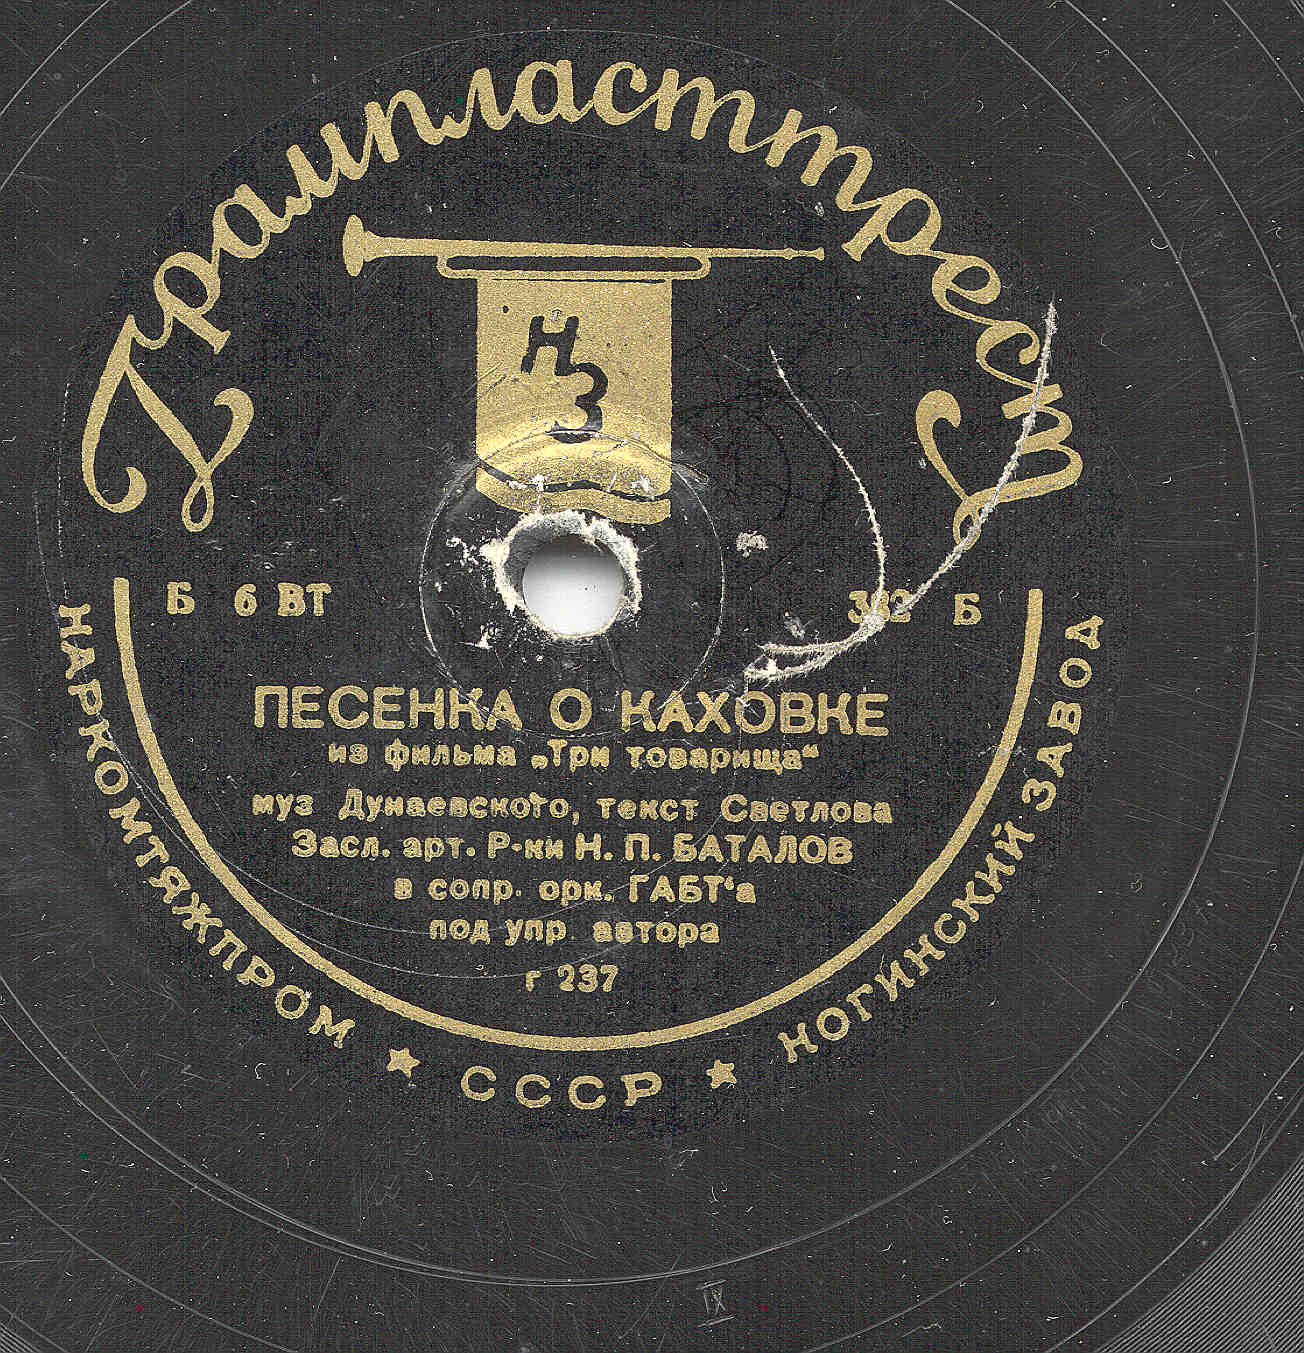 Грампласттрест
НЗ
Б 6 ВТ
Б
ПЕСЕНКА О КАХОВКЕ
из фильма „Три товарища“
муз Дунаевского, текст Светлова
Засл. арт. Р-ки Н. П. БАТАЛОВ
в сопр. орк. ГАБТ‘а
под упр. автора
г 237
НАРКОМТЯЖПРОМ ★ СССР ★ НОГИНСКИЙ ЗАВОД
IX